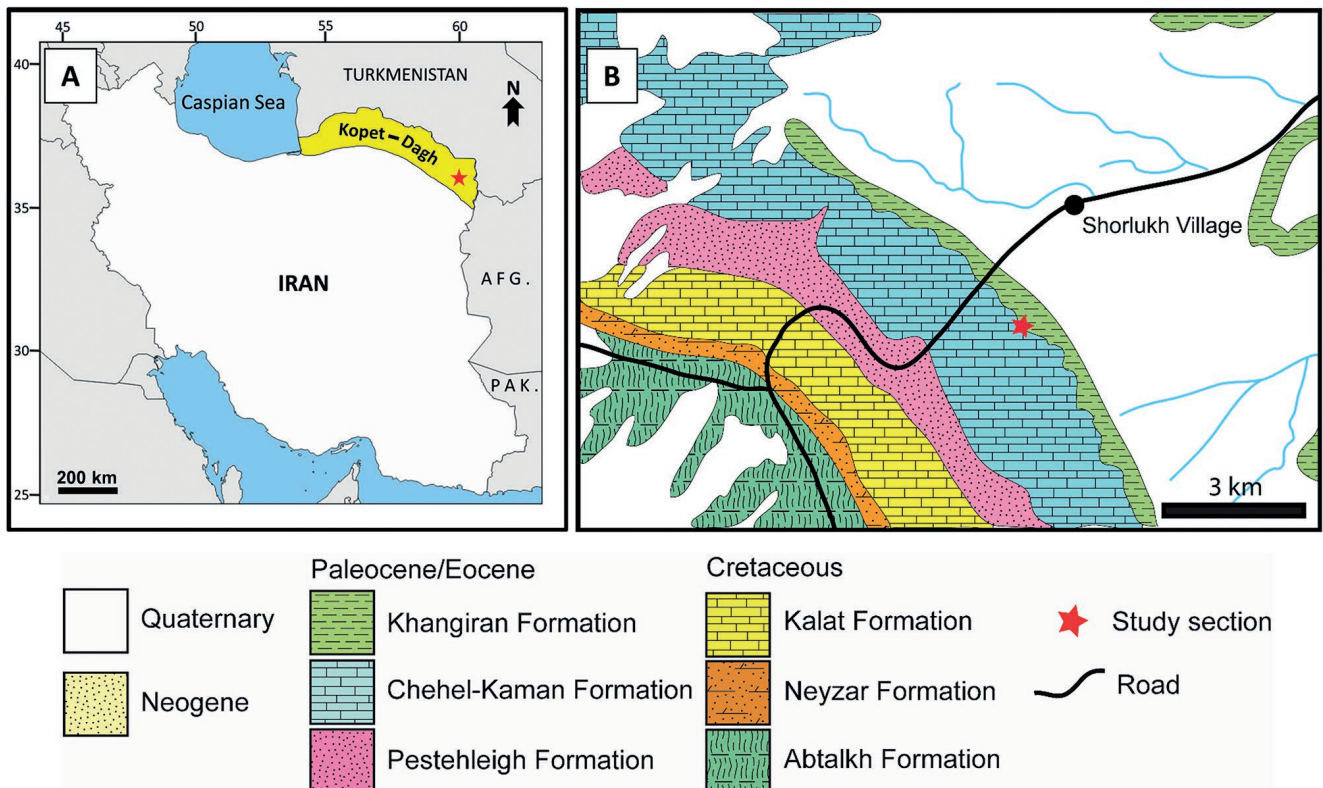 45 50 55 60
A
40
35
30
25
TURKMENISTAN
N
Caspian Sea
Kopet – Dagh
IRAN
AFG.
PAK.
200 km
B
Shorlukh Village
3 km
Quaternary
Neogene
Paleocene/Eocene
Khangiran Formation
Chehel-Kaman Formation
Pestehleigh Formation
Cretaceous
Kalat Formation
Neyzar Formation
Abtalkh Formation
Study section
Road